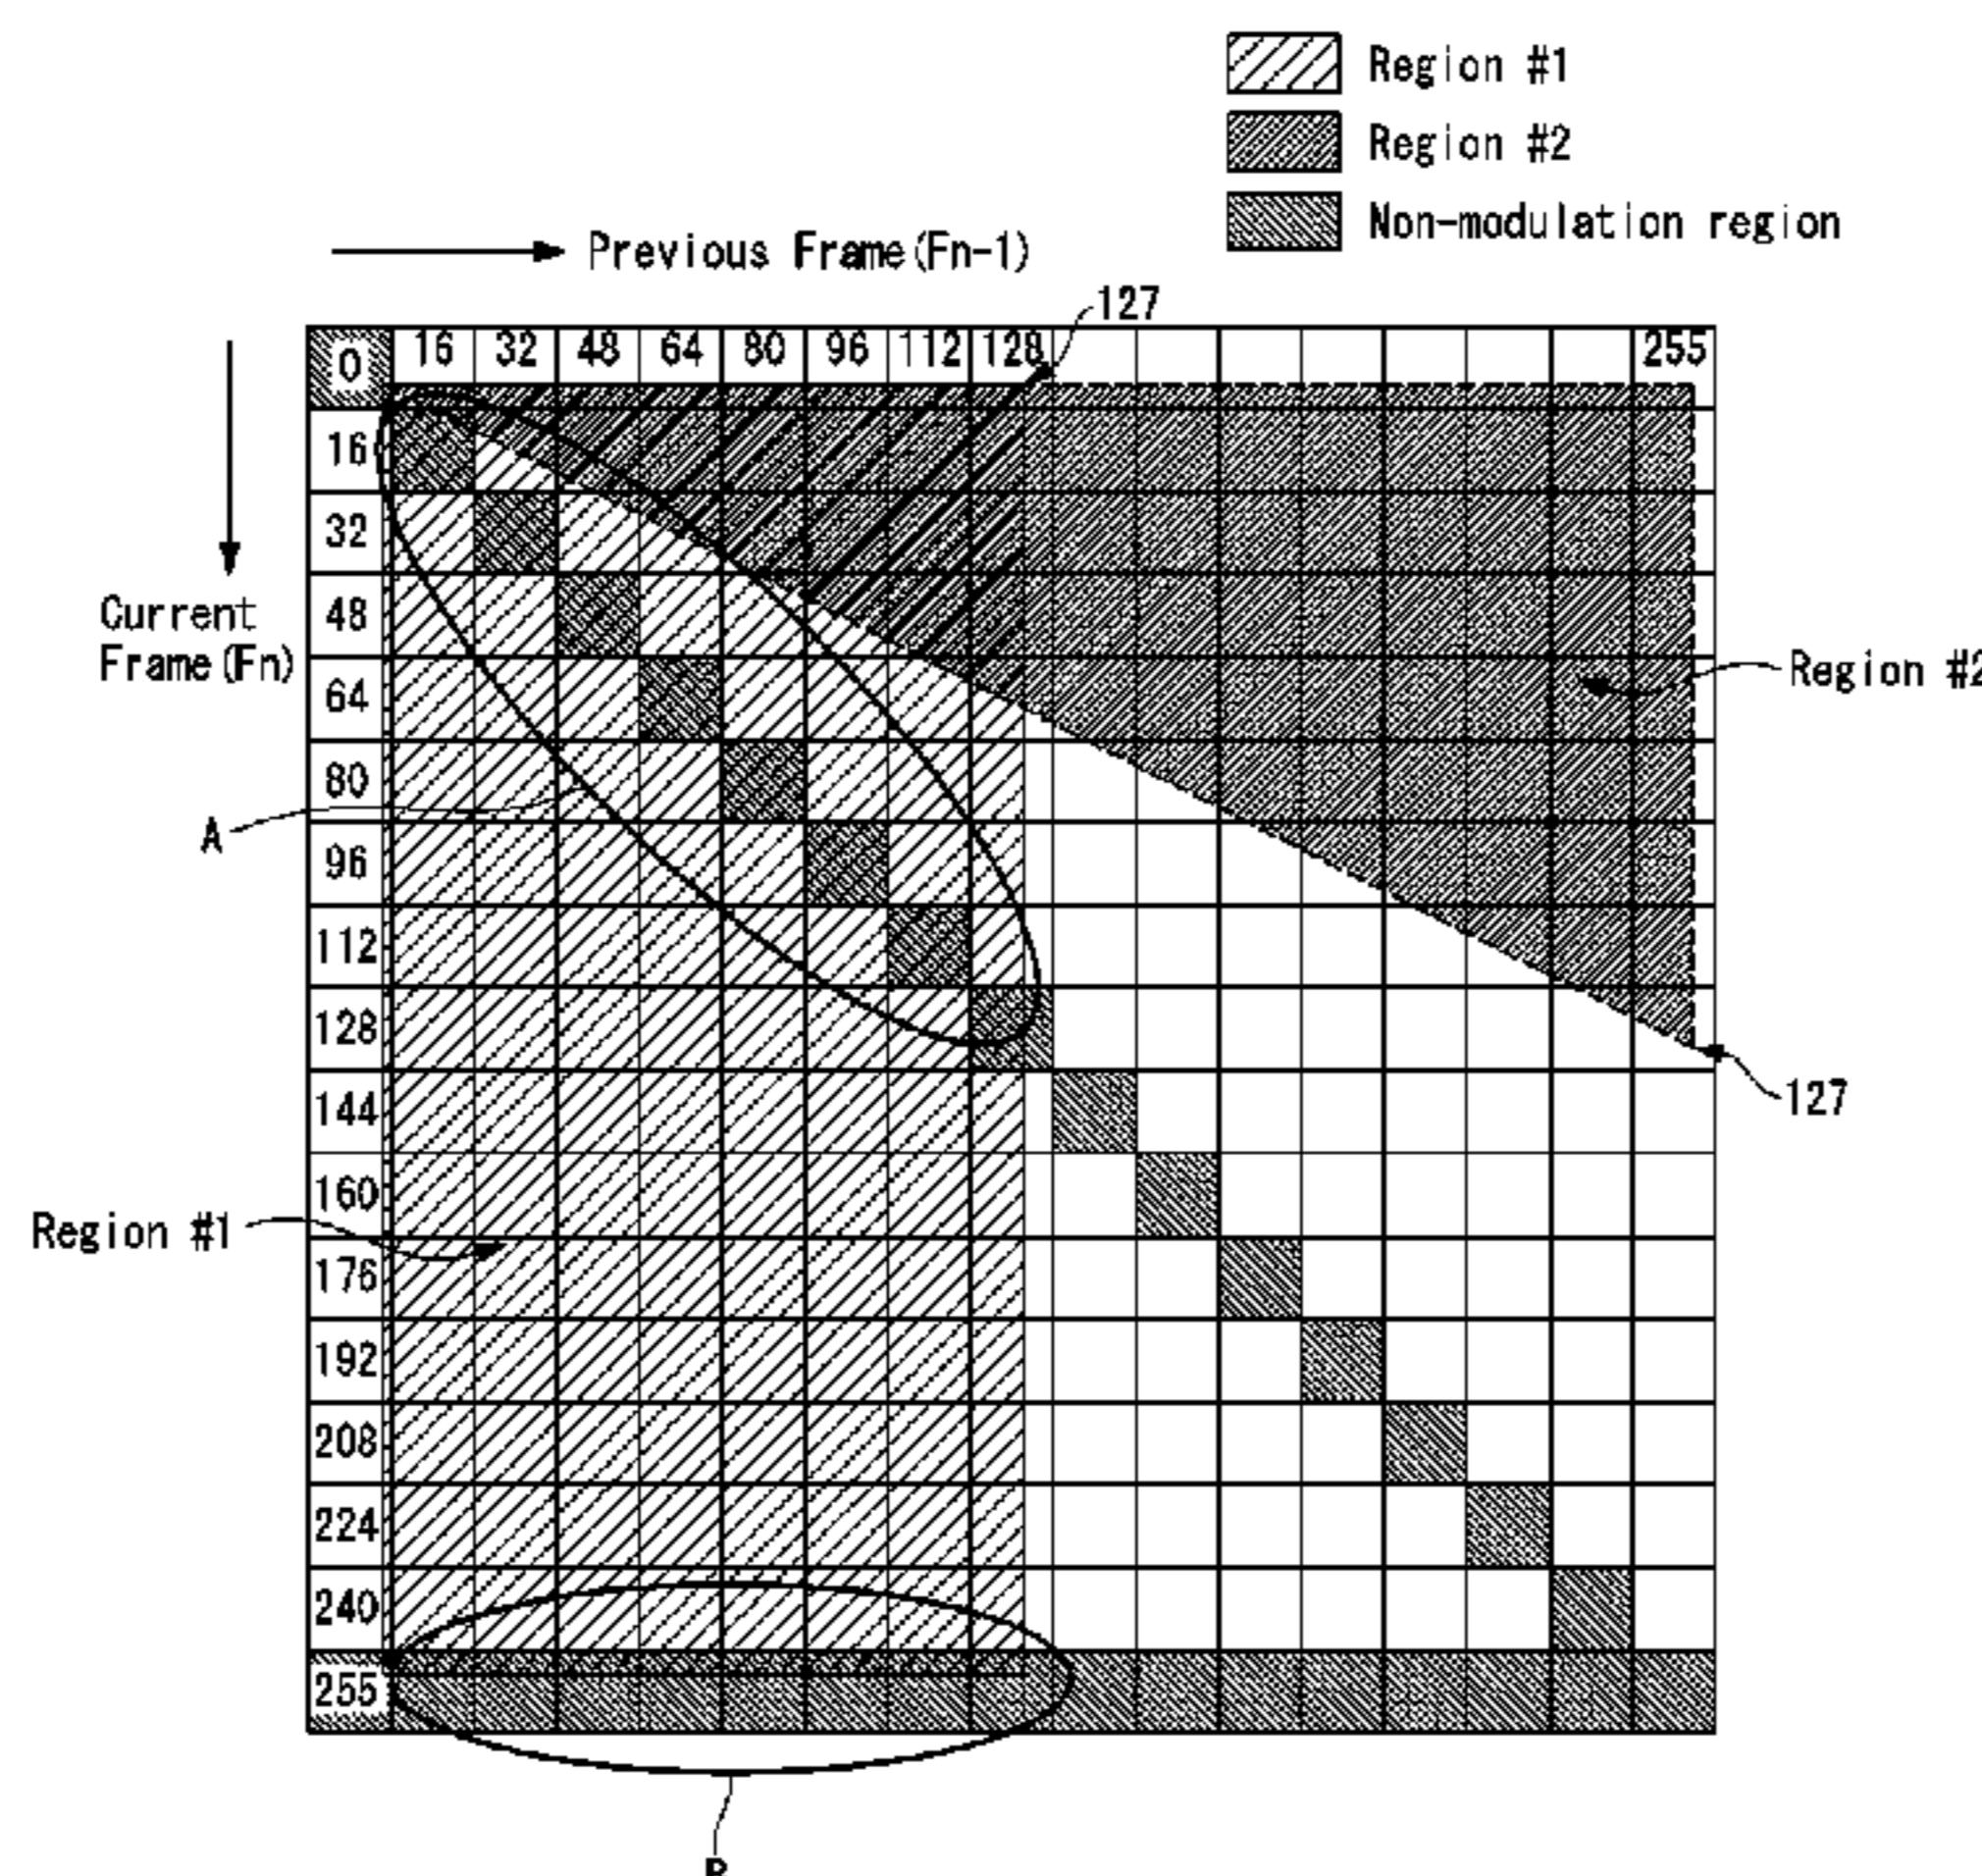 Region #1
Region #2
Non-modulation region
Previous Frame(Fn-1)
127
0 16 32 48 64 80 96 112 128 255
16
32
48
Current
Frame(Fn)
64
Region #2
80
A
96
112
128
127
144
160
Region #1
176
192
208
224
240
255